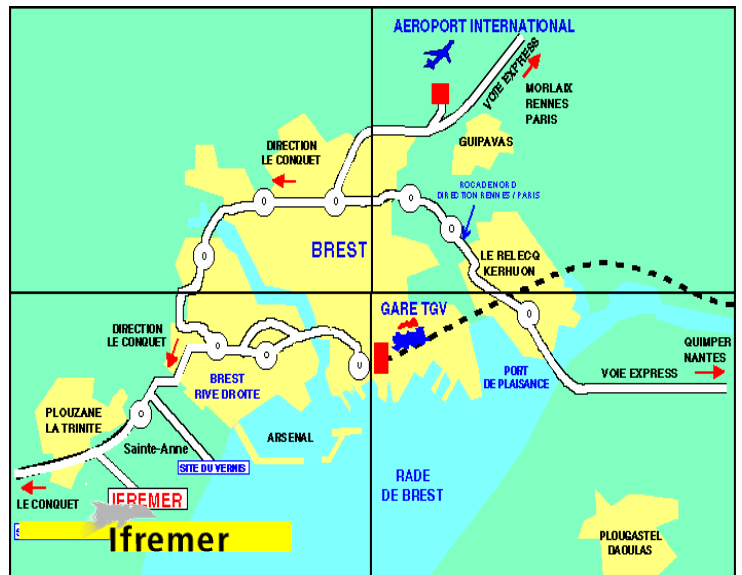 AEROPORT INTERNATIONAL
VOIE EXPRESS
MORLAIX
RENNES
PARIS
GUIPAVAS
DIRECTION
LE CONQUET
ROCADE NORD
DIRECTION RENNES / PARIS
BREST
LE RELECQ
KERHUON
GARE TGV
DIRECTION
LE CONQUET
QUIMPER
NANTES
BREST
RIVE DROITE
PORT
DE PLAISANCE
VOIE EXPRESS
PLOUZANE
LA TRINITE
ARSENAL
Sainte-Anne
SITE DU VERNIS
RADE
DE BREST
IFREMER
LE CONQUET
Ifremer
PLOUGASTEL
DAOULAS